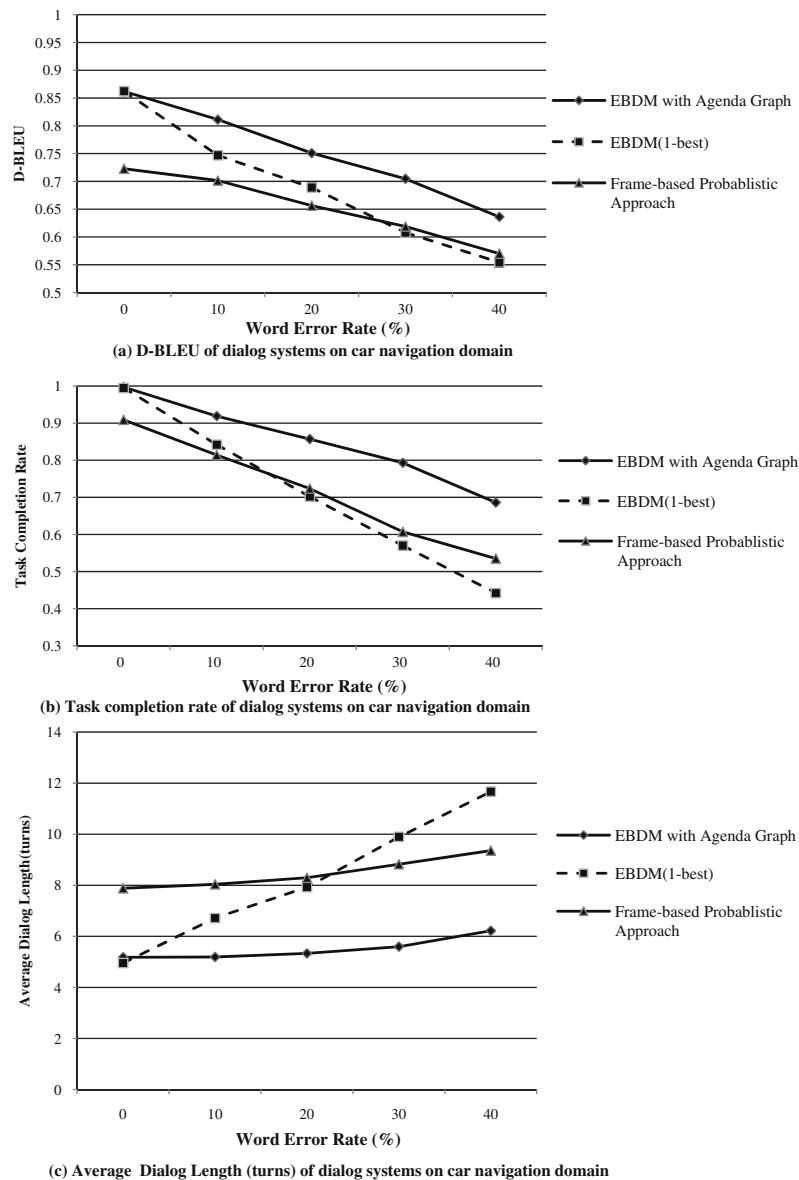 1
0.95
0.9
0.85
0.8
0.75
0.7
0.65
0.6
0.55
0.5
D-BLEU
0 10 20 30 40
Word Error Rate (%)
EBDM with Agenda Graph
EBDM(1-best)
Frame-based Probablistic
Approach
(a) D-BLEU of dialog systems on car navigation domain
1
0.9
0.8
0.7
0.6
0.5
0.4
0.3
Task Completion Rate
0 10 20 30 40
Word Error Rate (%)
EBDM with Agenda Graph
EBDM(1-best)
Frame-based Probablistic
Approach
(b) Task completion rate of dialog systems on car navigation domain
14
12
10
8
6
4
2
0
Average Dialog Length(turns)
0 10 20 30 40
Word Error Rate (%)
EBDM with Agenda Graph
EBDM(1-best)
Frame-based Probablistic
Approach
(c) Average Dialog Length (turns) of dialog systems on car navigation domain